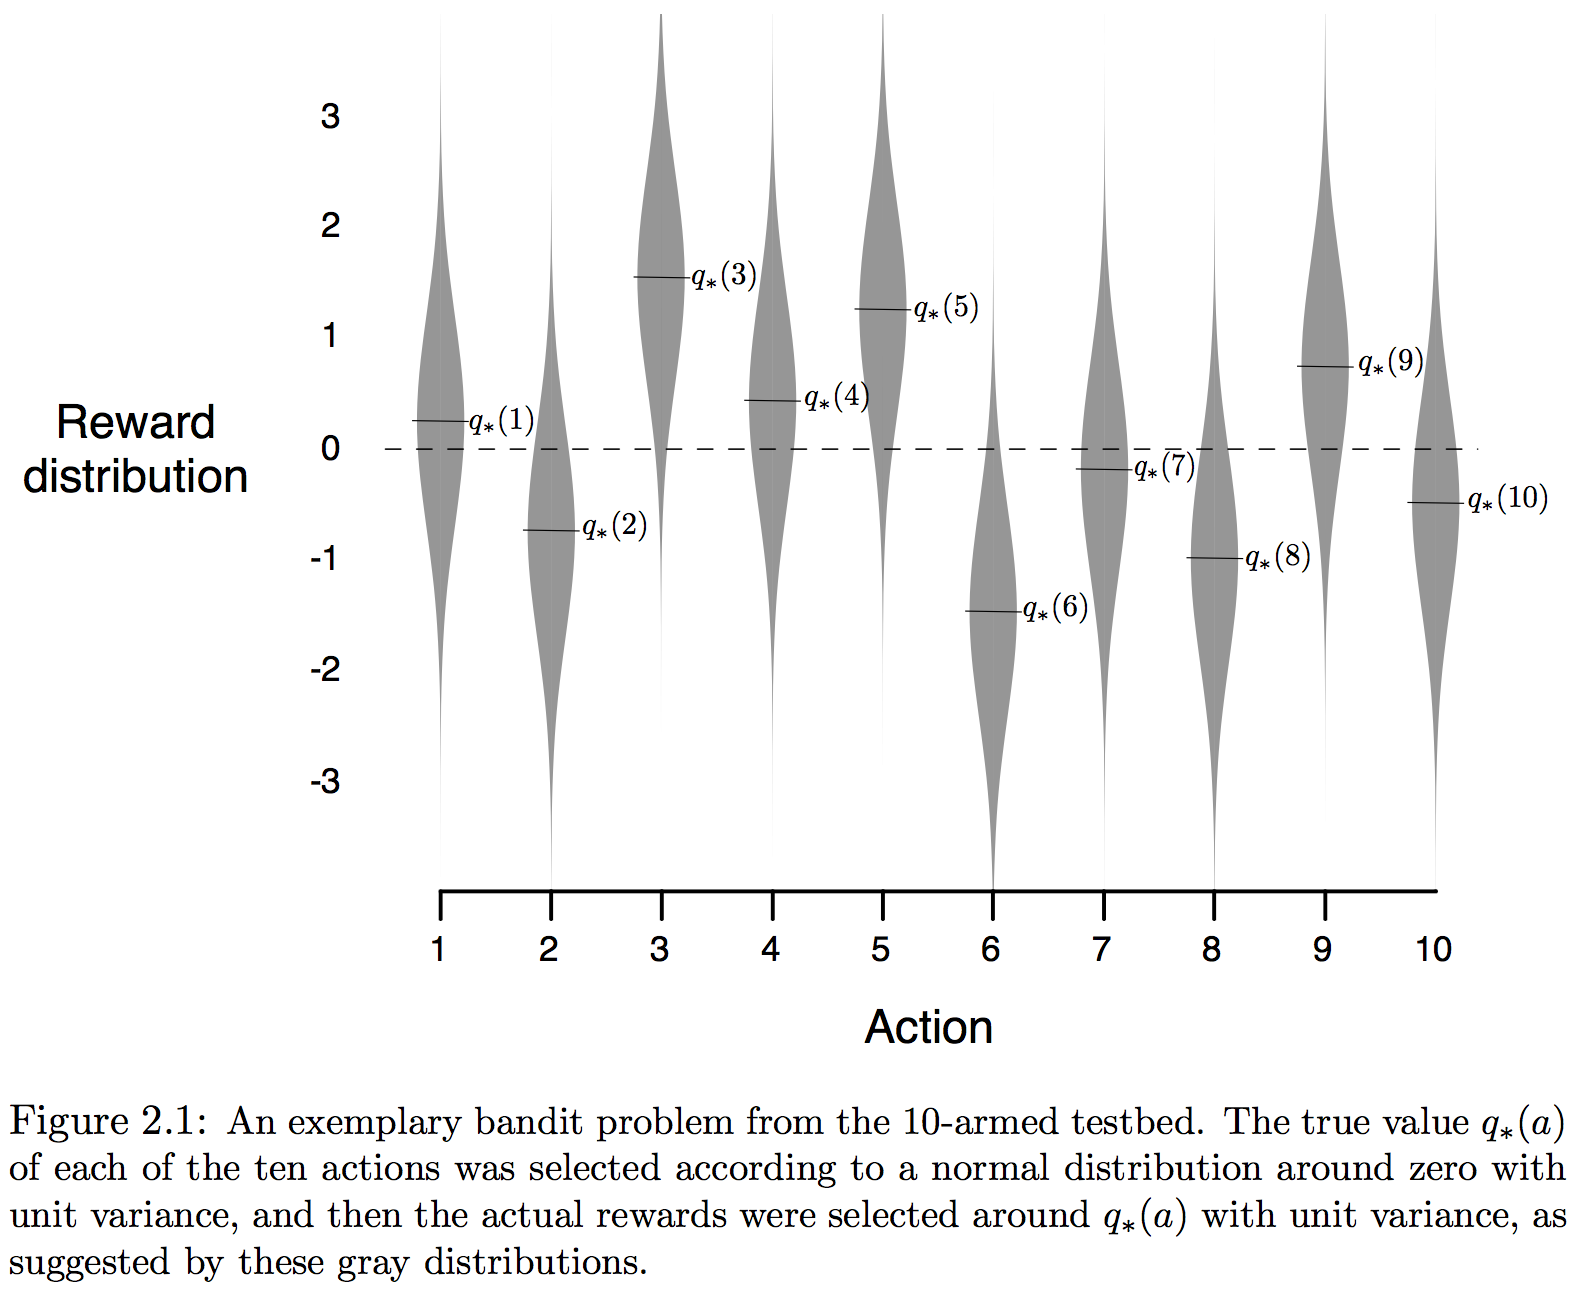 3
2
1
0
-1
-2
-3
Reward
distribution
q∗(1)
q∗(2)
q∗(3)
q∗(4)
q∗(5)
q∗(6)
q∗(7)
q∗(8)
q∗(9)
q∗(10)
1 2 3 4 5 6 7 8 9 10
Action
Figure 2.1: An exemplary bandit problem from the 10-armed testbed. The true value q∗(a)
of each of the ten actions was selected according to a normal distribution around zero with
unit variance, and then the actual rewards were selected around q∗(a) with unit variance, as
suggested by these gray distributions.